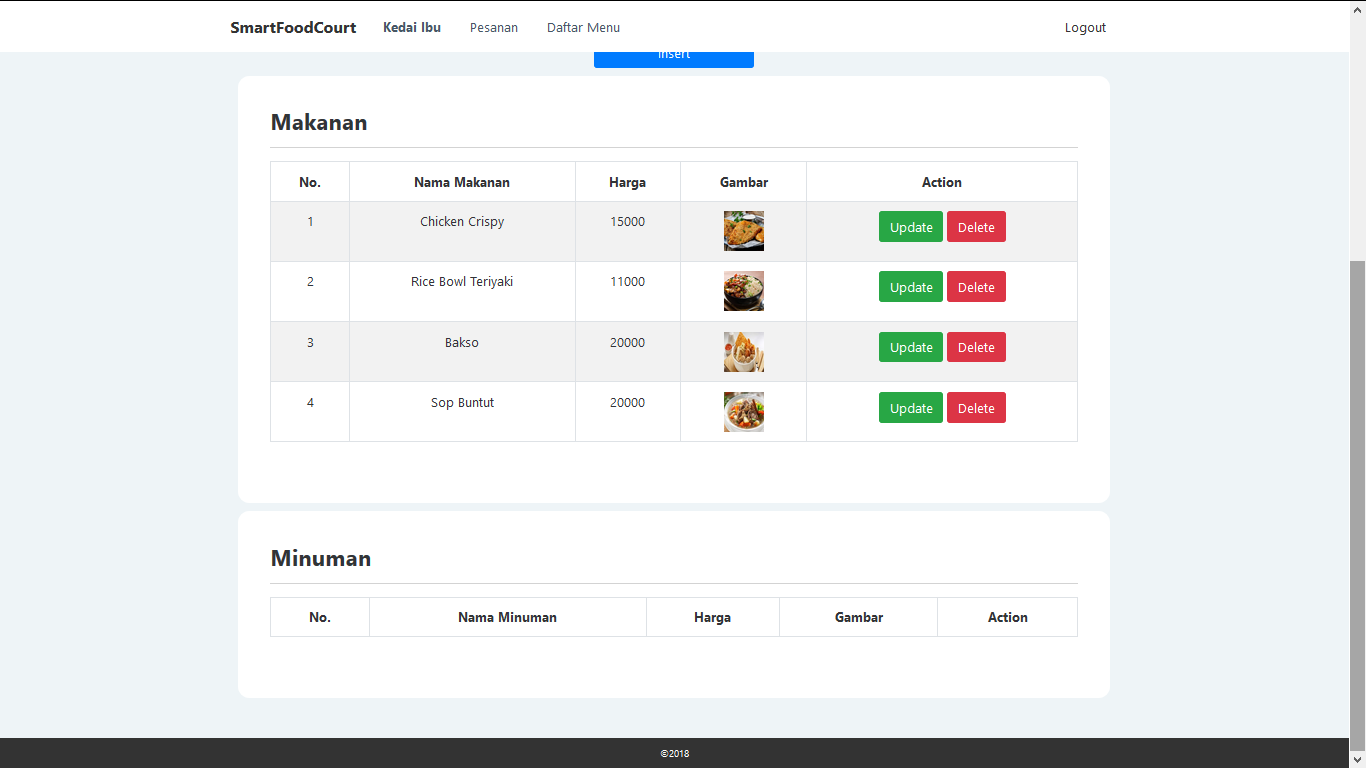 SmartFoodCourt Kedai Ibu Pesanan Daftar Menu Logout
Insert
Makanan
No. Nama Makanan Harga Gambar Action
1 Chicken Crispy 15000 Update Delete
2 Rice Bowl Teriyaki 11000 Update Delete
3 Bakso 20000 Update Delete
4 Sop Buntut 20000 Update Delete
Minuman
No. Nama Minuman Harga Gambar Action
©2018